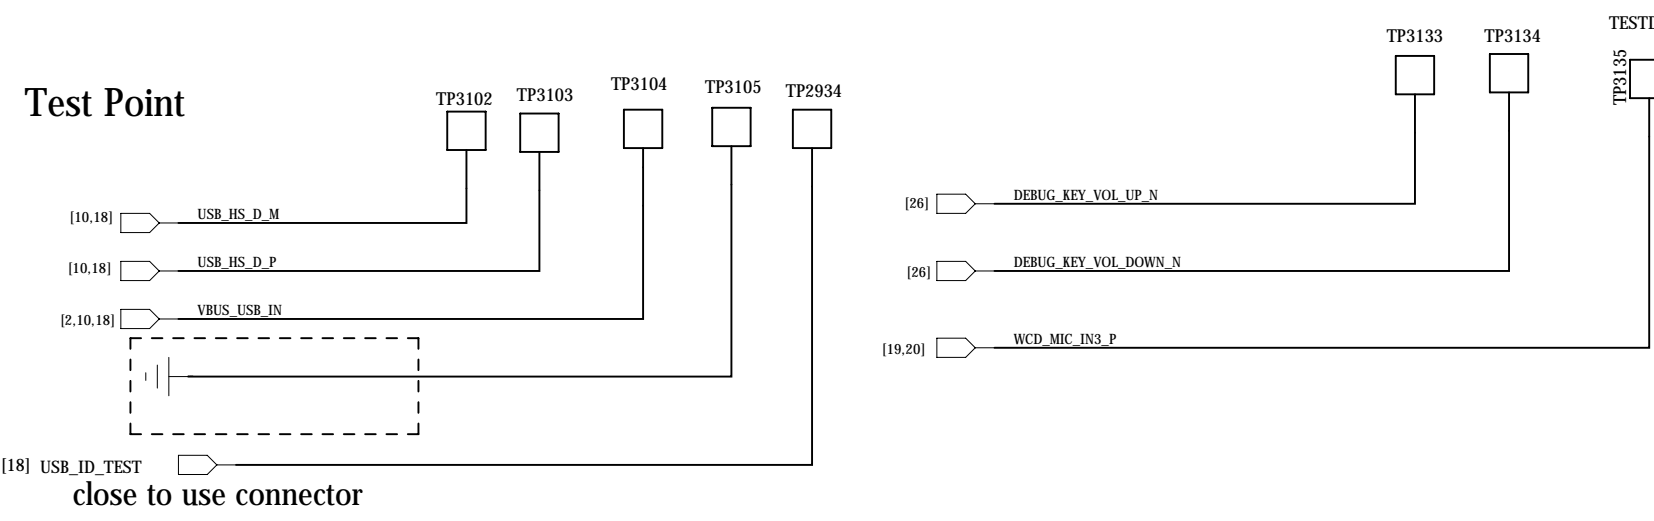 Test Point
TP3102
TP3103
TP3104
TP3105
TP2934
[10,18]
USB_HS_D_M
[10,18]
USB_HS_D_P
[2,10,18]
VBUS_USB_IN
[18] USB_ID_TEST
close to use connector
TP3133
TP3134
TP3135
[26]
DEBUG_KEY_VOL_UP_N
[26]
DEBUG_KEY_VOL_DOWN_N
[19,20]
WCD_MIC_IN3_P